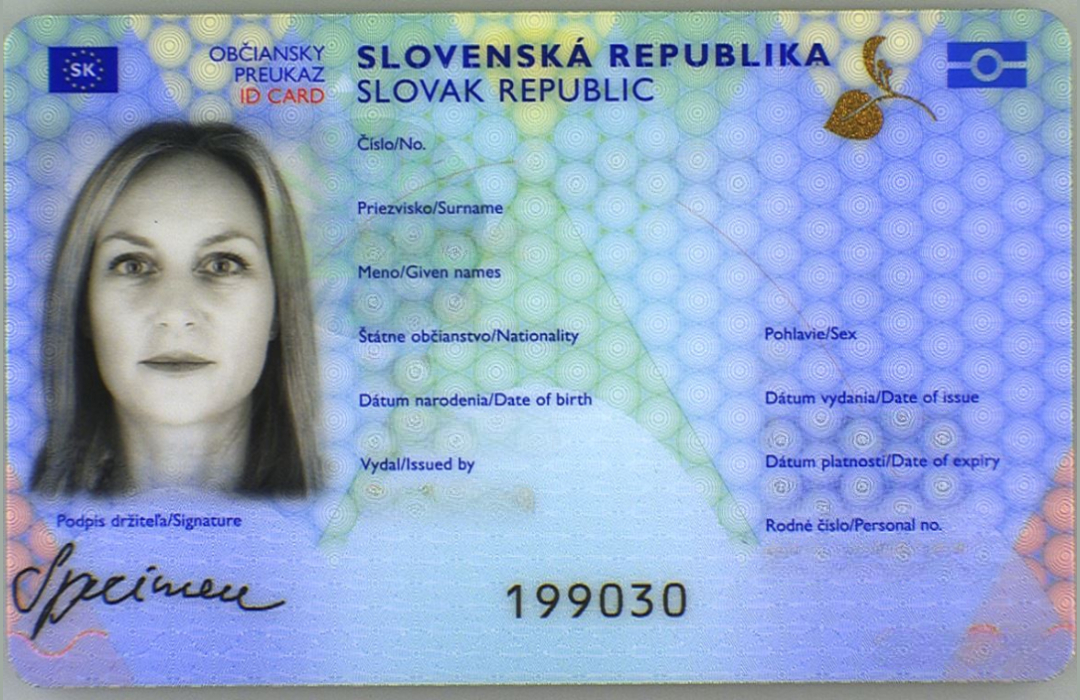 SK
OBČIANSKY
PREUKAZ
ID CARD
SLOVENSKÁ REPUBLIKA
SLOVAK REPUBLIC
Číslo/No.
Priezvisko/Surname
Meno/Given names
Štátne občianstvo/Nationality
Pohlavie/Sex
Dátum narodenia/Date of birth
Dátum vydania/Date of issue
Vydal/Issued by
Dátum platnosti/Date of expiry
Podpis držiteľa/Signature
Rodné číslo/Personal no.
Specimen
199030